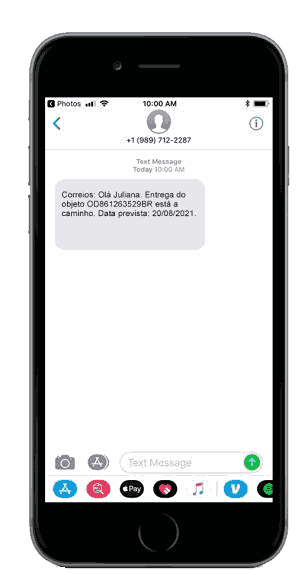 Photos 10:00 AM
+1 (989) 712-2287
Text Message
Today 10:00 AM
Correios: Olá Juliana. Entrega do
objeto OD861263529BR está a
caminho. Data prevista: 20/08/2021.
Text Message
Pay